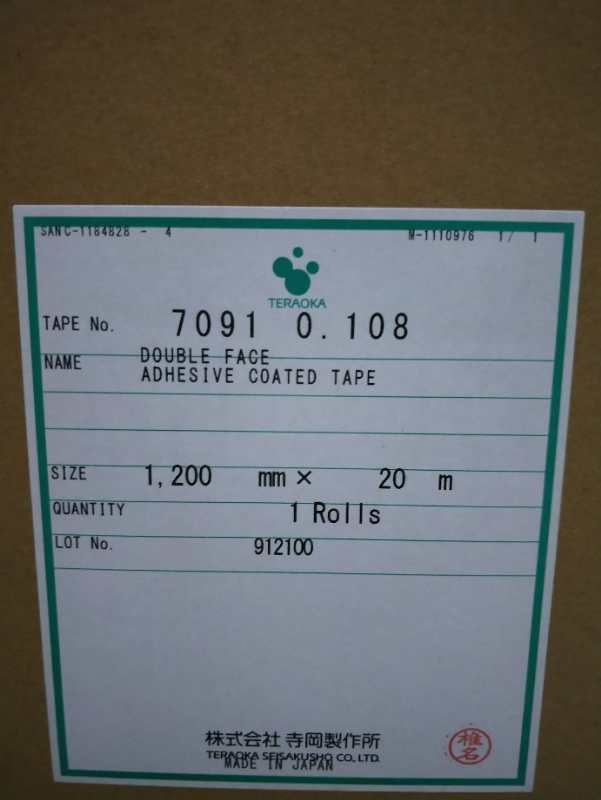 SANC-1184828 - 4 M-1110976 1/ 1
TERAOKA
TAPE No. 7091 0.108
NAME DOUBLE FACE
ADHESIVE COATED TAPE
SIZE 1,200 mm × 20 m
QUANTITY 1 Rolls
LOT No. 912100
株式会社 寺岡製作所
TERAOKA SEISAKUSHO CO., LTD.
MADE IN JAPAN
椎名